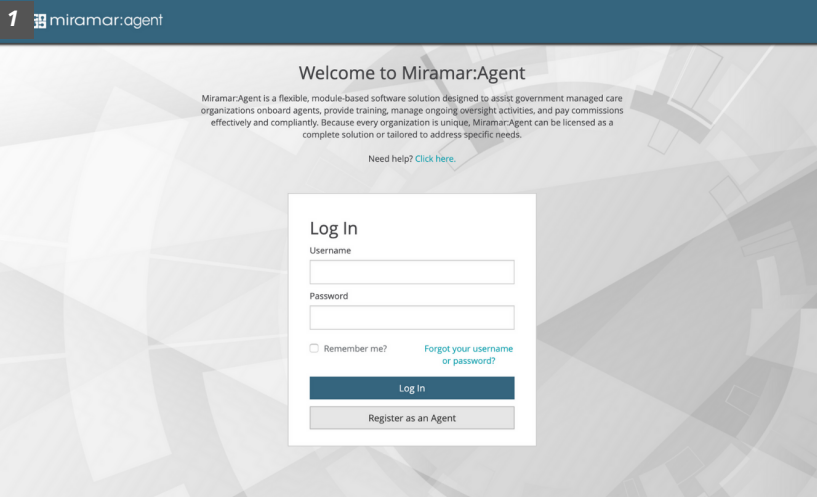 1
miramar:agent
Welcome to Miramar:Agent
Miramar:Agent is a flexible, module-based software solution designed to assist government managed care
organizations onboard agents, provide training, manage ongoing oversight activities, and pay commissions
effectively and compliantly. Because every organization is unique, Miramar:Agent can be licensed as a
complete solution or tailored to address specific needs.
Need help? Click here.
Log In
Username
Password
Remember me?
Forgot your username
or password?
Log In
Register as an Agent